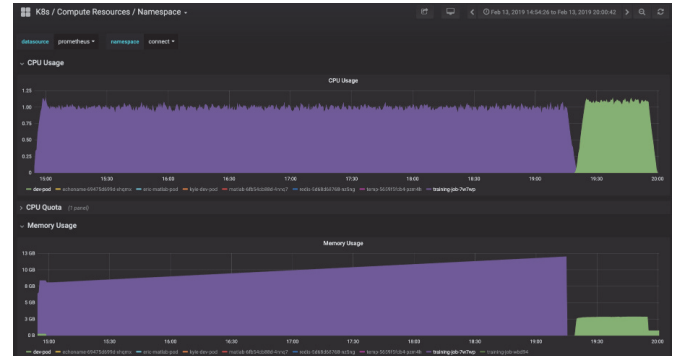 K8s / Compute Resources / Namespace
Feb 13, 2019 14:54:26 to Feb 13, 2019 20:00:42
datasource prometheus namespace connect
CPU Usage
CPU Usage
1.25
1.00
0.75
0.50
0.25
0
15:00 15:30 16:00 16:30 17:00 17:30 18:00 18:30 19:00 19:30 20:00
dev-pod eric-matlab-pod kyle-dev-pod training-job-7w7wp
CPU Quota (1 panel)
Memory Usage
Memory Usage
13 GB
10 GB
8 GB
5 GB
3 GB
0 B
15:00 15:30 16:00 16:30 17:00 17:30 18:00 18:30 19:00 19:30 20:00
dev-pod eric-matlab-pod kyle-dev-pod training-job-7w7wp